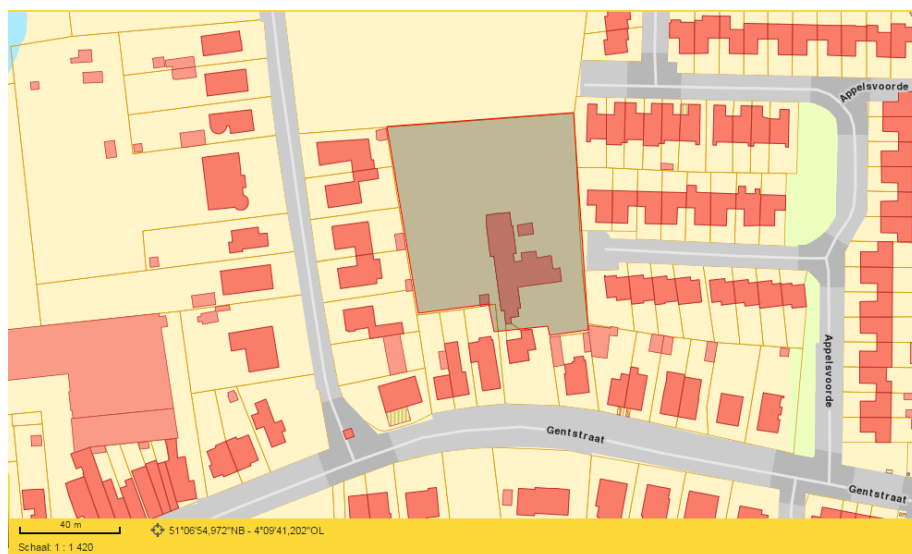 Appelsvoorde
Appelsvoorde
Gentstraat
Gentstraat
40 m
51°06'54,972"NB - 4°09'41,202"OL
Schaal: 1 : 1 420